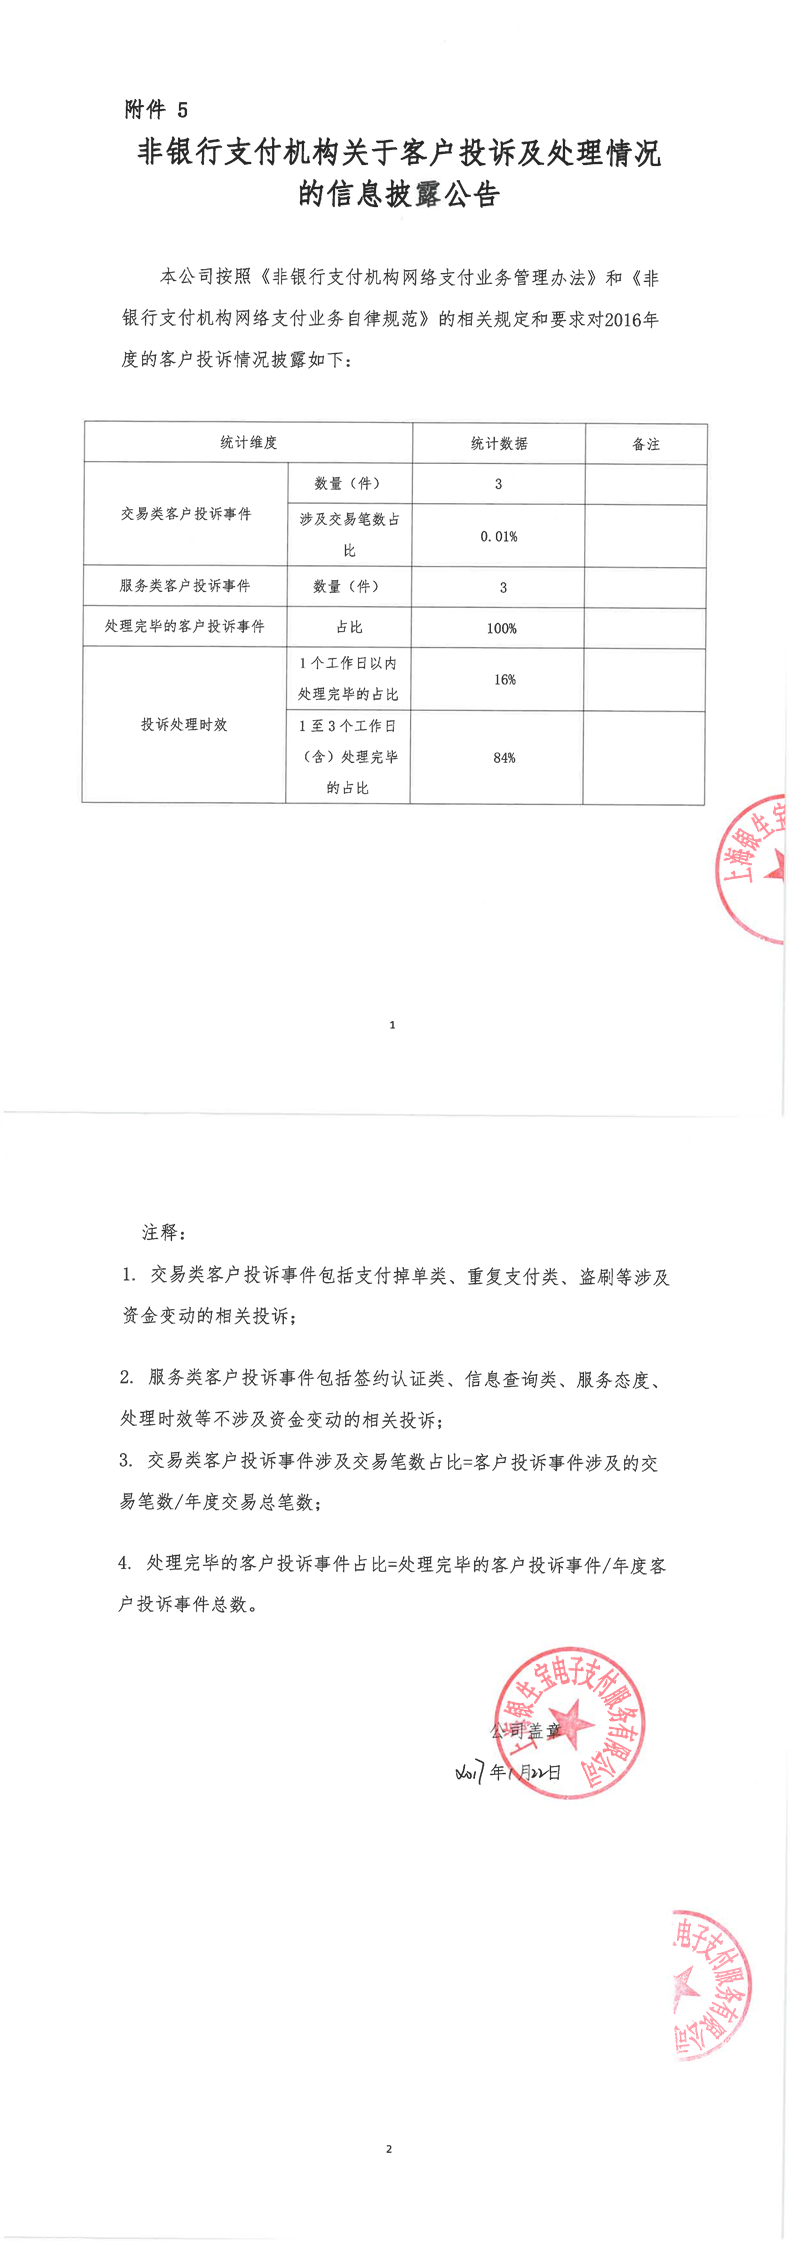 附件 5
非银行支付机构关于客户投诉及处理情况
的信息披露公告
本公司按照《非银行支付机构网络支付业务管理办法》和《非
银行支付机构网络支付业务自律规范》的相关规定和要求对2016年
度的客户投诉情况披露如下：
统计维度 统计数据 备注
交易类客户投诉事件 数量（件） 3
涉及交易笔数占
比 0.01%
服务类客户投诉事件 数量（件） 3
处理完毕的客户投诉事件 占比 100%
投诉处理时效
1个工作日以内
处理完毕的占比 16%
1至3个工作日
（含）处理完毕
的占比 84%
上海银生宝
1
注释：
1. 交易类客户投诉事件包括支付掉单类、重复支付类、盗刷等涉及
资金变动的相关投诉；
2. 服务类客户投诉事件包括签约认证类、信息查询类、服务态度、
处理时效等不涉及资金变动的相关投诉；
3. 交易类客户投诉事件涉及交易笔数占比=客户投诉事件涉及的交
易笔数/年度交易总笔数；
4. 处理完毕的客户投诉事件占比=处理完毕的客户投诉事件/年度客
户投诉事件总数。
上海银生宝电子支付服务有限公司
公司盖章
2017年1月22日
电子支付服务有限公司
2